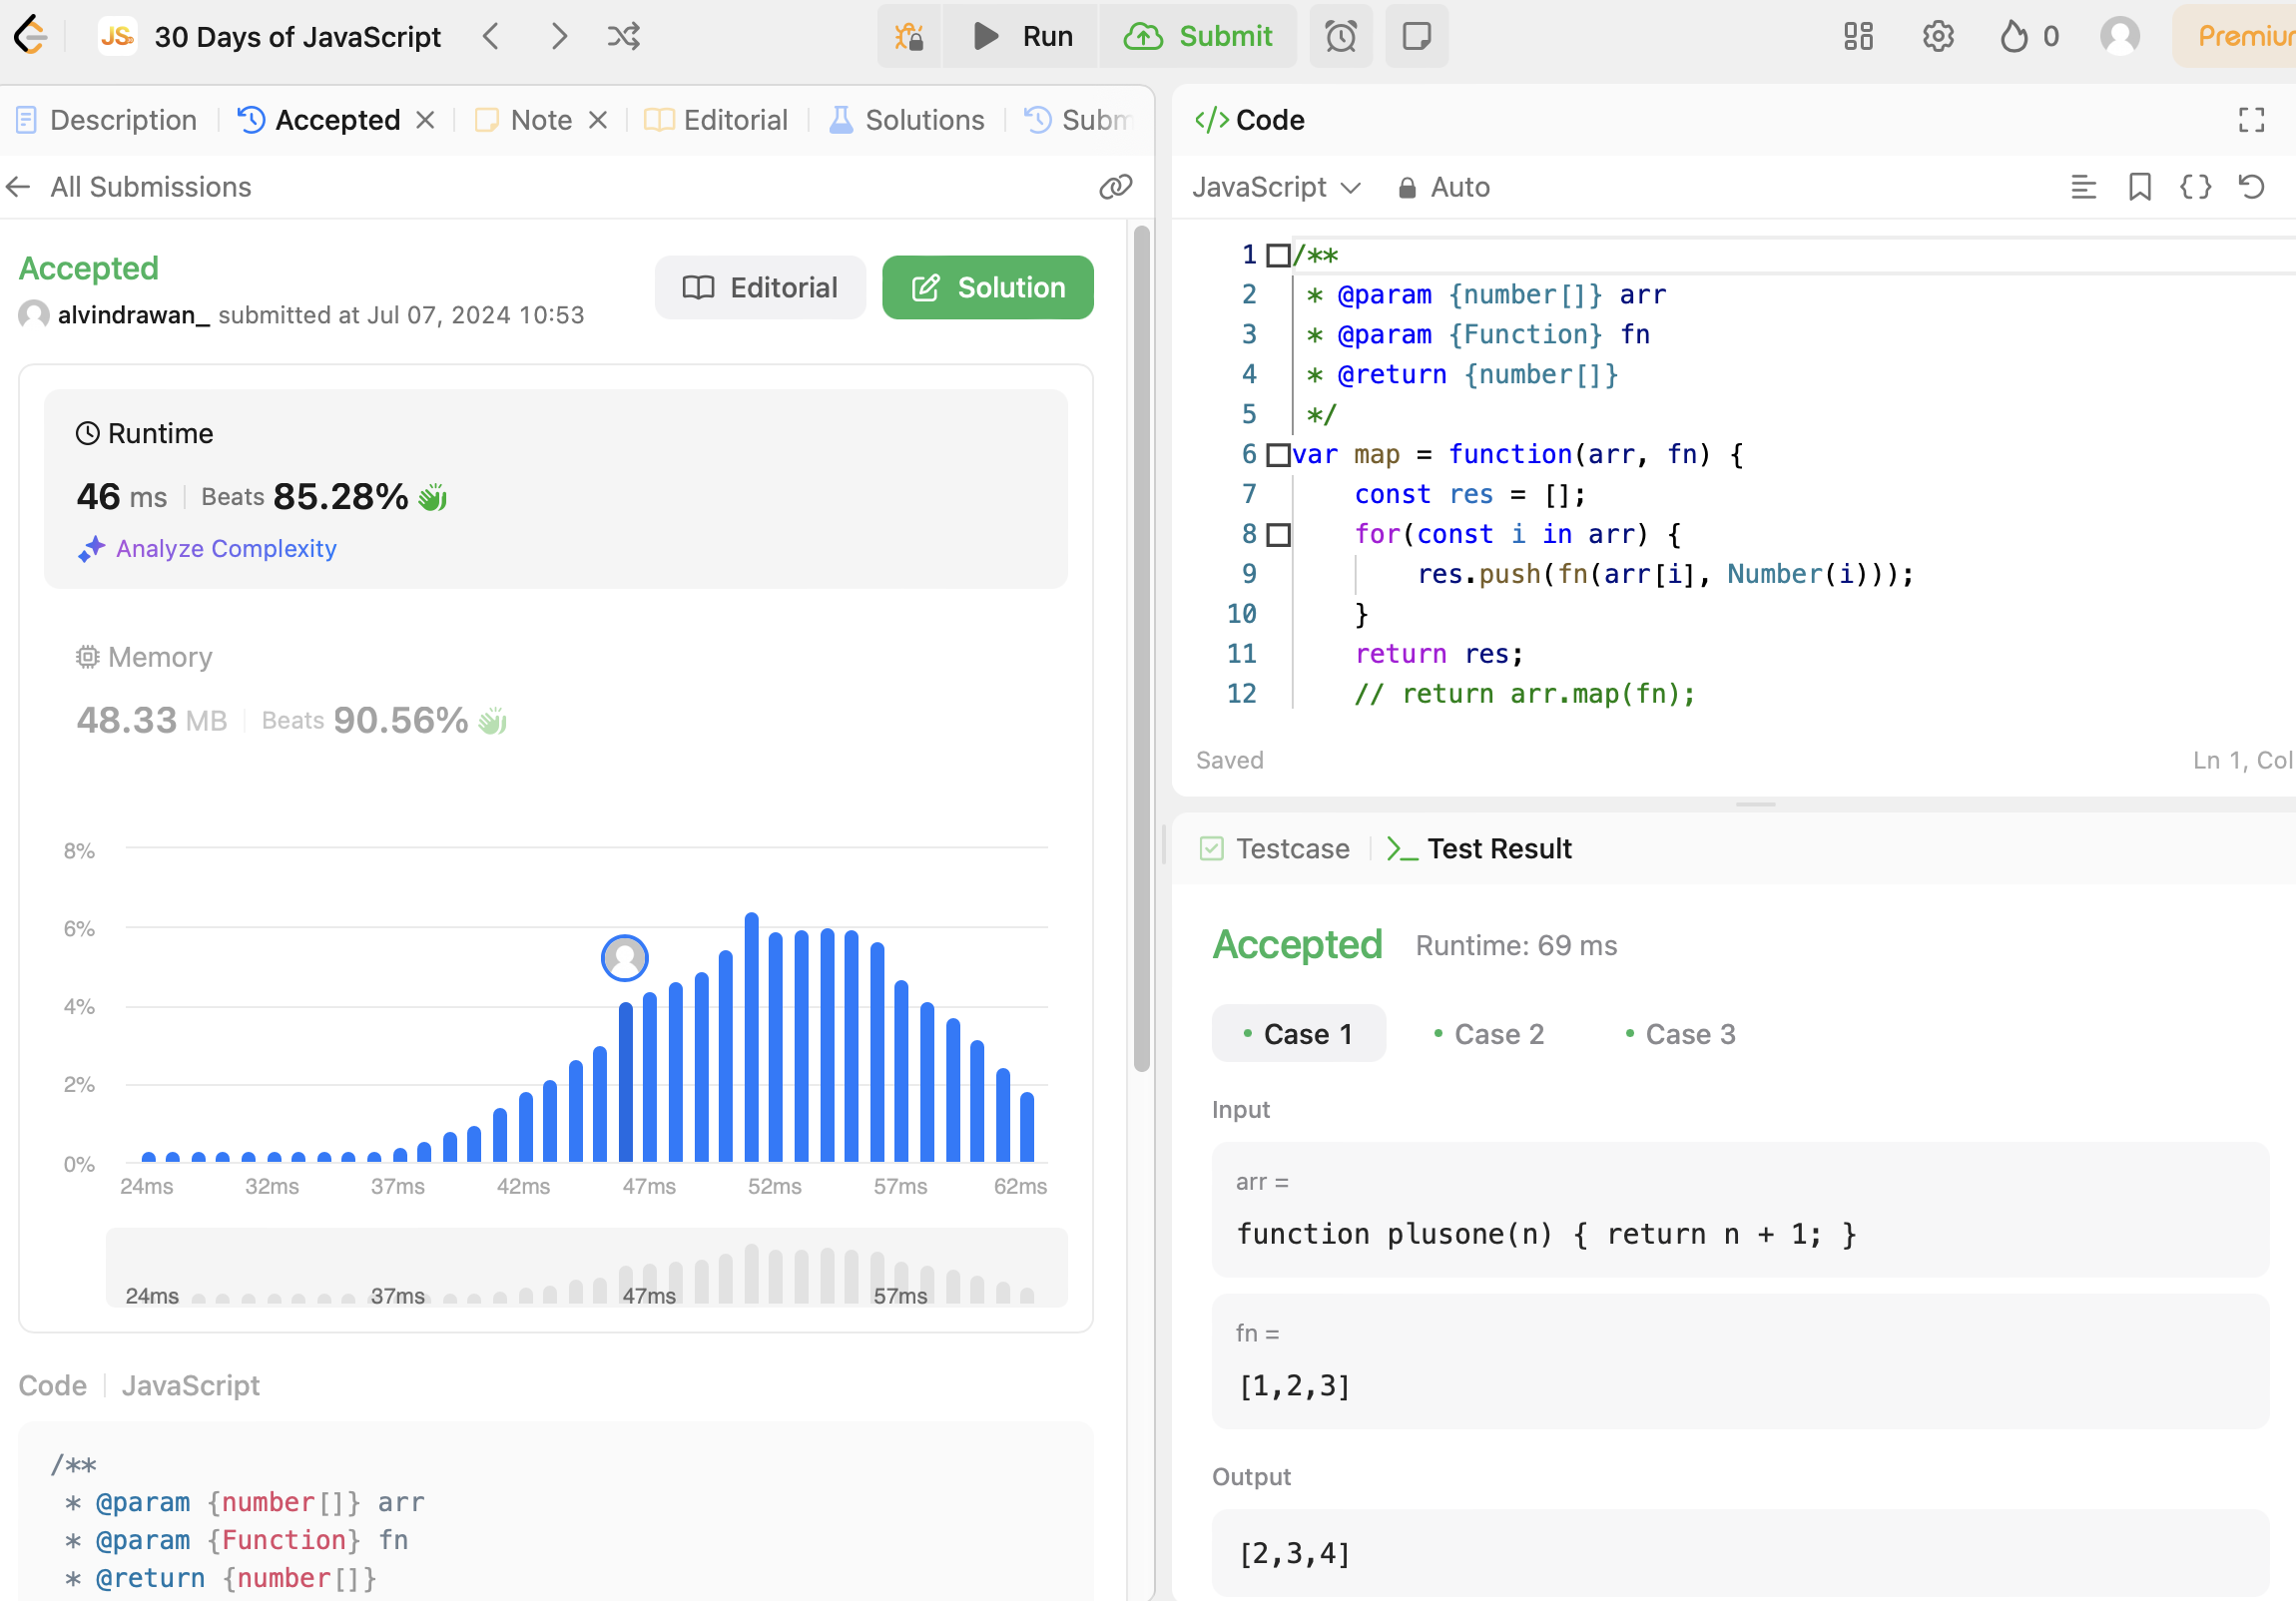 JS 30 Days of JavaScript
Run
Submit
0
Description
Accepted
Note
Editorial
Solutions
All Submissions
Accepted
Editorial
Solution
alvindrawan_ submitted at Jul 07, 2024 10:53
Runtime
46 ms Beats 85.28%
Analyze Complexity
Memory
48.33 MB Beats 90.56%
8%
6%
4%
2%
0%
24ms 32ms 37ms 42ms 47ms 52ms 57ms 62ms
24ms 37ms 47ms 57ms
Code JavaScript
/**
 * @param {number[]} arr
 * @param {Function} fn
 * @return {number[]}
</> Code
JavaScript
Auto
1 /**
2 * @param {number[]} arr
3 * @param {Function} fn
4 * @return {number[]}
5 */
6 var map = function(arr, fn) {
7 const res = [];
8 for(const i in arr) {
9 res.push(fn(arr[i], Number(i)));
10 }
11 return res;
12 // return arr.map(fn);
Saved
Ln 1, Col
Testcase
Test Result
Accepted Runtime: 69 ms
• Case 1 • Case 2 • Case 3
Input
arr =
function plusone(n) { return n + 1; }
fn =
[1,2,3]
Output
[2,3,4]